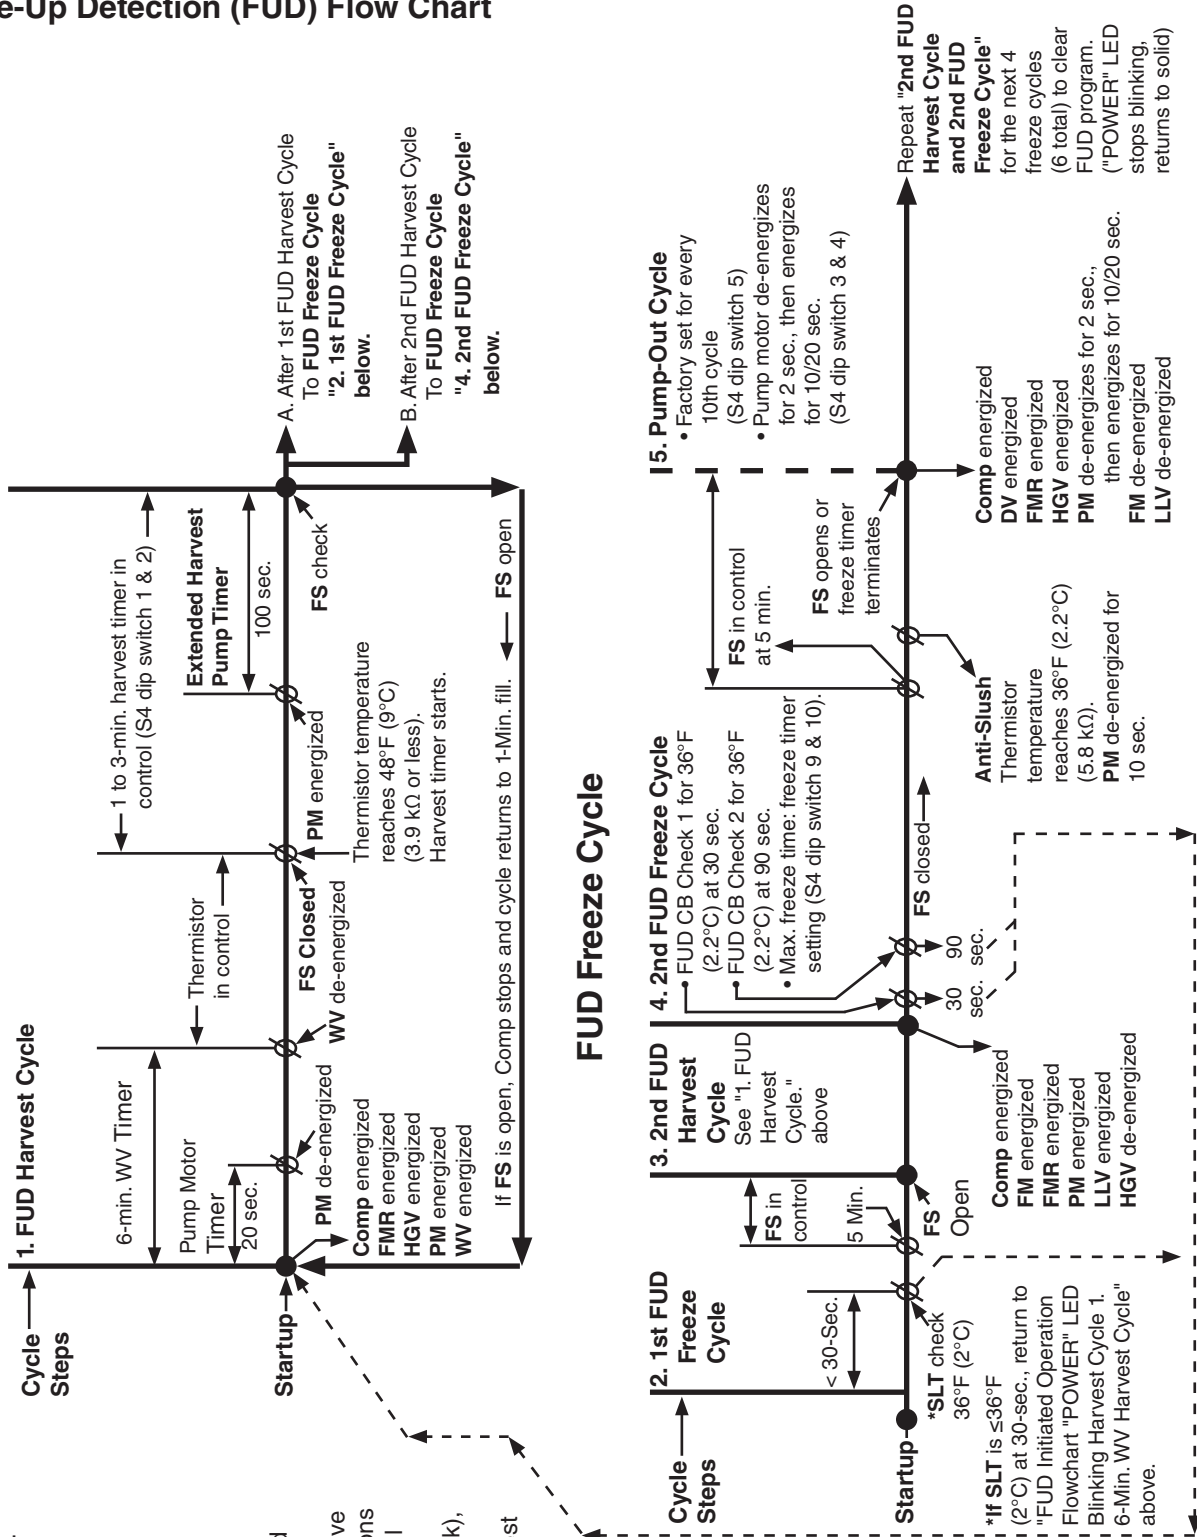 e-Up Detection (FUD) Flow Chart
Cycle
Steps
1. FUD Harvest Cycle
6-min. WV Timer
Thermistor
in control
1 to 3-min. harvest timer in
control (S4 dip switch 1 & 2)
Pump Motor
Timer
20 sec.
Extended Harvest
Pump Timer
100 sec.
Startup
PM de-energized
WV de-energized
FS Closed
PM energized
FS check
Comp energized
FMR energized
HGV energized
PM energized
WV energized
Thermistor temperature
reaches 48°F (9°C)
(3.9 kΩ or less).
Harvest timer starts.
If FS is open, Comp stops and cycle returns to 1-Min. fill.
FS open
A. After 1st FUD Harvest Cycle
To FUD Freeze Cycle
"2. 1st FUD Freeze Cycle"
below.
B. After 2nd FUD Harvest Cycle
To FUD Freeze Cycle
"4. 2nd FUD Freeze Cycle"
below.
FUD Freeze Cycle
Cycle
Steps
2. 1st FUD
Freeze
Cycle
< 30-Sec.
FS in
control
5 Min.
Startup
*SLT check
36°F (2°C)
FS
Open
*If SLT is ≤36°F
(2°C) at 30-sec., return to
"FUD Initiated Operation
Flowchart "POWER" LED
Blinking Harvest Cycle 1.
6-Min. WV Harvest Cycle"
above.
3. 2nd FUD
Harvest
Cycle
See "1. FUD
Harvest
Cycle."
above
4. 2nd FUD Freeze Cycle
• FUD CB Check 1 for 36°F
(2.2°C) at 30 sec.
• FUD CB Check 2 for 36°F
(2.2°C) at 90 sec.
• Max. freeze time: freeze timer
setting (S4 dip switch 9 & 10).
30
sec.
90
sec.
FS closed
Comp energized
FM energized
FMR energized
PM energized
LLV energized
HGV de-energized
FS in control
at 5 min.
FS opens or
freeze timer
terminates
Anti-Slush
Thermistor
temperature
reaches 36°F (2.2°C)
(5.8 kΩ).
PM de-energized for
10 sec.
5. Pump-Out Cycle
• Factory set for every
10th cycle
(S4 dip switch 5)
• Pump motor de-energizes
for 2 sec., then energizes
for 10/20 sec.
(S4 dip switch 3 & 4)
Comp energized
DV energized
FMR energized
HGV energized
PM de-energizes for 2 sec.,
then energizes for 10/20 sec.
FM de-energized
LLV de-energized
Repeat "2nd FUD
Harvest Cycle
and 2nd FUD
Freeze Cycle"
for the next 4
freeze cycles
(6 total) to clear
FUD program.
("POWER" LED
stops blinking,
returns to solid)
ve
ons
k),
st